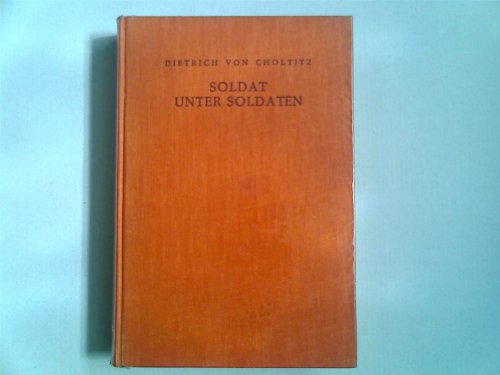 DIETRICH VON CHOLTITZ
SOLDAT
UNTER SOLDATEN